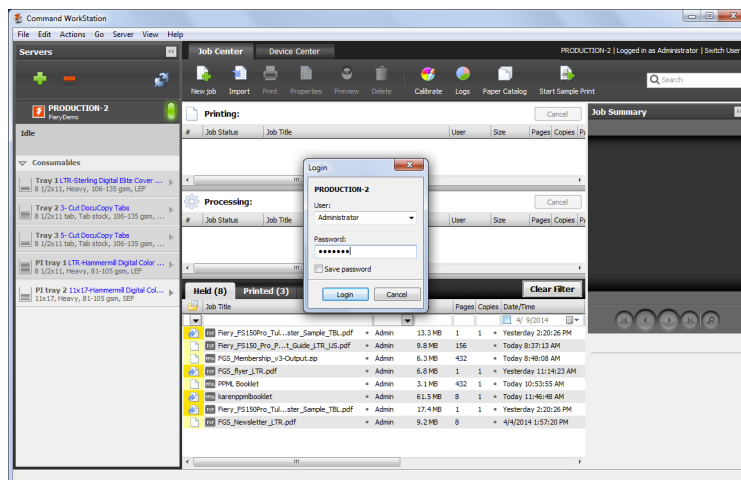 Command WorkStation
File Edit Actions Go Server View Help
Servers
Job Center Device Center
PRODUCTION-2 | Logged in as Administrator | Switch User
New job Import Print Properties Preview Delete Calibrate Logs Paper Catalog Start Sample Print
Search
PRODUCTION-2
FieryDemo
Idle
Consumables
Tray 1 LTR-Sterling Digital Elite Cover ...
8 1/2x11, Heavy, 106-135 gsm, LEF
Tray 2 3- Cut DocuCopy Tabs
8 1/2x11 tab, Tab stock, 106-135 gsm, ...
Tray 3 5- Cut DocuCopy Tabs
8 1/2x11 tab, Tab stock, 106-135 gsm, ...
PI tray 1 LTR-Hammermill Digital Color ...
8 1/2x11, Heavy, 81-105 gsm, LEF
PI tray 2 11x17-Hammermill Digital Col...
11x17, Heavy, 81-105 gsm, SEF
Printing:
Cancel
# Job Status Job Title User Size Pages Copies
Processing:
Cancel
# Job Status Job Title User Size Pages Copies
Login
PRODUCTION-2
User:
Administrator
Password:
•••••••
Save password
Login Cancel
Held (8) Printed (3)
Clear Filter
Job Title Pages Copies Date/Time
4/ 9/2014
Fiery_FS150Pro_Tul...ster_Sample_TBL.pdf Admin 13.3 MB 1 1 Yesterday 2:20:26 PM
Fiery_FS150_Pro_P...t_Guide_LTR_US.pdf Admin 9.8 MB 156 Today 8:37:13 AM
FGS_Membership_v3-Output.zip Admin 6.3 MB 432 Today 8:48:08 AM
FGS_flyer_LTR.pdf Admin 6.8 MB 1 1 Yesterday 11:14:23 AM
PPML Booklet Admin 3.1 MB 432 1 Today 10:53:55 AM
karenppmlbooklet Admin 61.5 MB 8 1 Today 11:46:48 AM
Fiery_FS150Pro_Tul...ster_Sample_TBL.pdf Admin 17.4 MB 1 1 Yesterday 2:20:26 PM
FGS_Newsletter_LTR.pdf Admin 9.2 MB 8 4/4/2014 1:57:20 PM
Job Summary